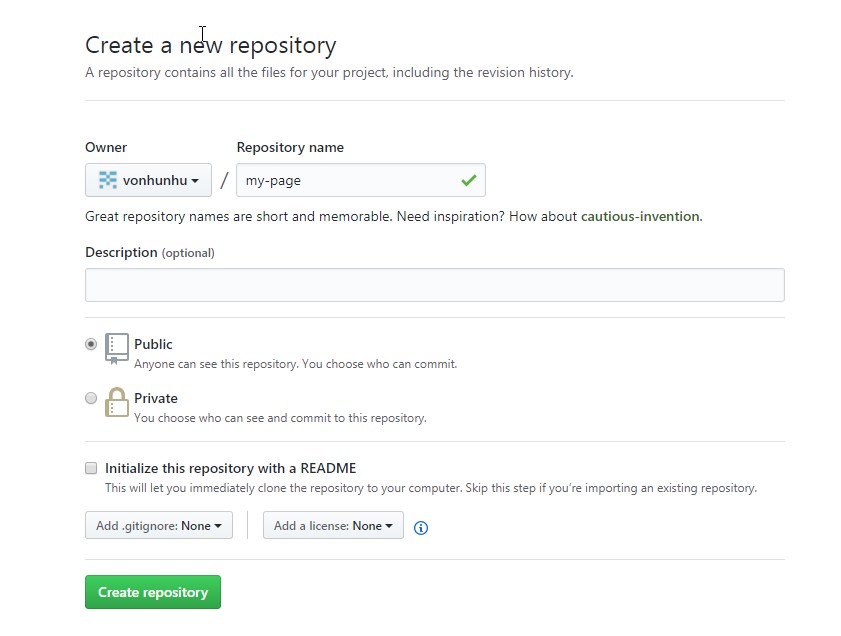 Create a new repository
A repository contains all the files for your project, including the revision history.
Owner Repository name
vonhunhu / my-page
Great repository names are short and memorable. Need inspiration? How about cautious-invention.
Description (optional)
Public
Anyone can see this repository. You choose who can commit.
Private
You choose who can see and commit to this repository.
Initialize this repository with a README
This will let you immediately clone the repository to your computer. Skip this step if you’re importing an existing repository.
Add .gitignore: None Add a license: None
Create repository